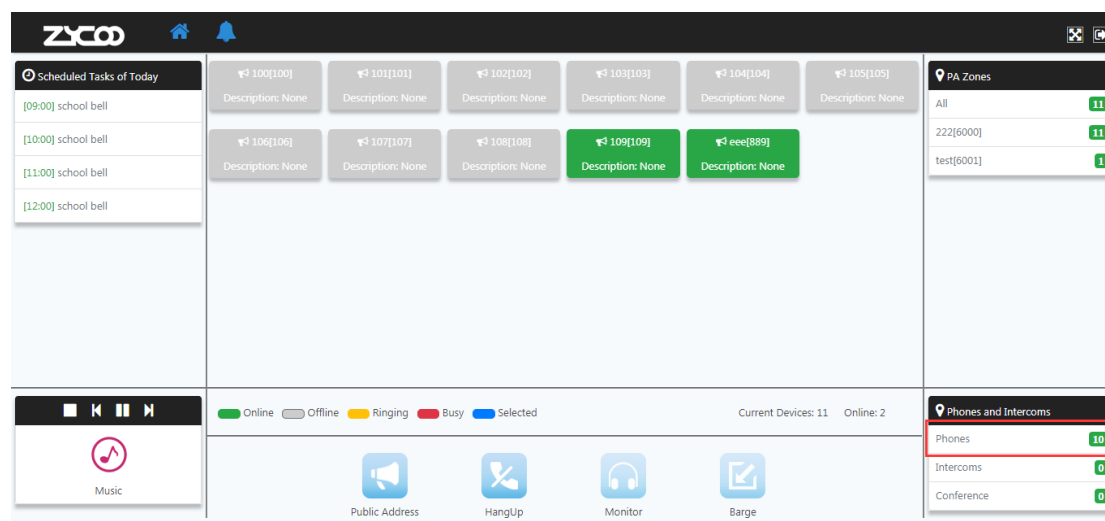 ZYCOO
Scheduled Tasks of Today
[09:00] school bell
[10:00] school bell
[11:00] school bell
[12:00] school bell
100[100]
Description: None
101[101]
Description: None
102[102]
Description: None
103[103]
Description: None
104[104]
Description: None
105[105]
Description: None
106[106]
Description: None
107[107]
Description: None
108[108]
Description: None
109[109]
Description: None
eee[889]
Description: None
PA Zones
All 11
222[6000] 11
test[6001] 1
Music
Online Offline Ringing Busy Selected
Current Devices: 11 Online: 2
Public Address
HangUp
Monitor
Barge
Phones and Intercoms
Phones 10
Intercoms 0
Conference 0